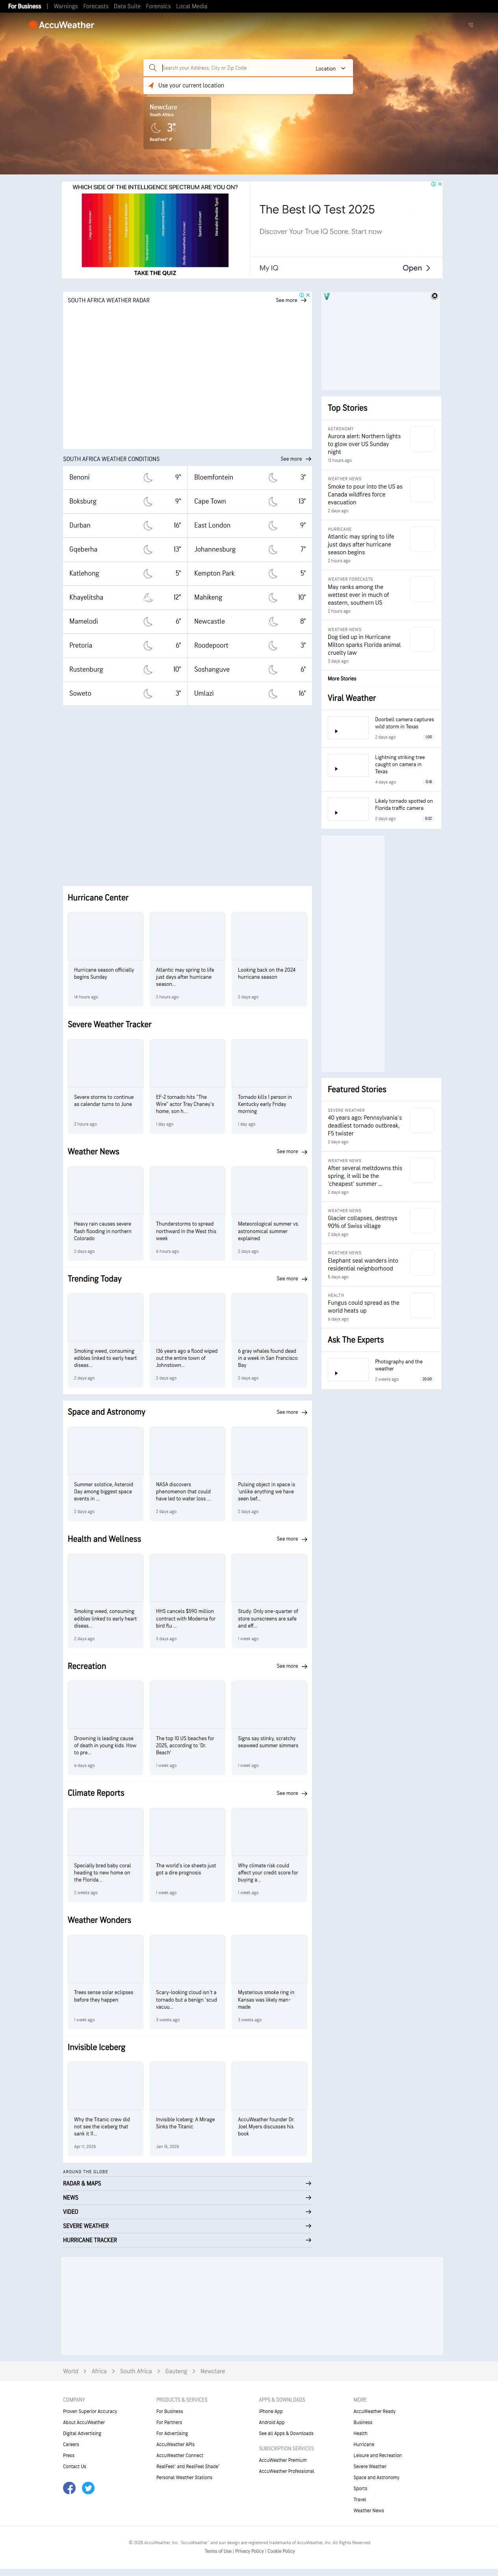 For Business | Warnings Forecasts Data Suite Forensics Local Media
AccuWeather
Search your Address, City or Zip Code
Location
Use your current location
Newclare
South Africa
3°
RealFeel® 4°
WHICH SIDE OF THE INTELLIGENCE SPECTRUM ARE YOU ON?
TAKE THE QUIZ
The Best IQ Test 2025
Discover Your True IQ Score. Start now
My IQ
Open
SOUTH AFRICA WEATHER RADAR
See more
SOUTH AFRICA WEATHER CONDITIONS
See more
Benoni 9°
Bloemfontein 3°
Boksburg 9°
Cape Town 13°
Durban 16°
East London 9°
Gqeberha 13°
Johannesburg 7°
Katlehong 5°
Kempton Park 5°
Khayelitsha 12°
Mahikeng 10°
Mamelodi 6°
Newcastle 8°
Pretoria 6°
Roodepoort 3°
Rustenburg 10°
Soshanguve 6°
Soweto 3°
Umlazi 16°
Top Stories
ASTRONOMY
Aurora alert: Northern lights
to glow over US Sunday
night
13 hours ago
WEATHER NEWS
Smoke to pour into the US as
Canada wildfires force
evacuation
2 days ago
HURRICANE
Atlantic may spring to life
just days after hurricane
season begins
2 hours ago
WEATHER FORECASTS
May ranks among the
wettest ever in much of
eastern, southern US
2 hours ago
WEATHER NEWS
Dog tied up in Hurricane
Milton sparks Florida animal
cruelty law
3 days ago
More Stories
Viral Weather
Doorbell camera captures
wild storm in Texas
2 days ago
Lightning striking tree
caught on camera in
Texas
4 days ago
0:18
Likely tornado spotted on
Florida traffic camera
2 days ago
0:32
Hurricane Center
Hurricane season officially
begins Sunday
14 hours ago
Atlantic may spring to life
just days after hurricane
season...
2 hours ago
Looking back on the 2024
hurricane season
2 days ago
Severe Weather Tracker
Severe storms to continue
as calendar turns to June
2 hours ago
EF-2 tornado hits "The
Wire" actor Tray Chaney's
home, son h...
1 day ago
Tornado kills 1 person in
Kentucky early Friday
morning
1 day ago
Weather News
See more
Heavy rain causes severe
flash flooding in northern
Colorado
2 days ago
Thunderstorms to spread
northward in the West this
week
6 hours ago
Meteorological summer vs.
astronomical summer
explained
2 days ago
Trending Today
See more
Smoking weed, consuming
edibles linked to early heart
diseas...
2 days ago
136 years ago a flood wiped
out the entire town of
Johnstown...
2 days ago
6 gray whales found dead
in a week in San Francisco
Bay
2 days ago
Featured Stories
SEVERE WEATHER
40 years ago: Pennsylvania's
deadliest tornado outbreak,
F5 twister
2 days ago
WEATHER NEWS
After several meltdowns this
spring, it will be the
'cheapest' summer ...
2 days ago
WEATHER NEWS
Glacier collapses, destroys
90% of Swiss village
2 days ago
WEATHER NEWS
Elephant seal wanders into
residential neighborhood
5 days ago
HEALTH
Fungus could spread as the
world heats up
6 days ago
Ask The Experts
Photography and the
weather
2 weeks ago
Space and Astronomy
See more
Summer solstice, Asteroid
Day among biggest space
events in ...
2 days ago
NASA discovers
phenomenon that could
have led to water loss ...
2 days ago
Pulsing object in space is
'unlike anything we have
seen bef...
2 days ago
Health and Wellness
See more
Smoking weed, consuming
edibles linked to early heart
diseas...
2 days ago
HHS cancels $590 million
contract with Moderna for
bird flu ...
3 days ago
Study: Only one-quarter of
store sunscreens are safe
and eff...
1 week ago
Recreation
See more
Drowning is leading cause
of death in young kids. How
to pre...
6 days ago
The top 10 US beaches for
2025, according to 'Dr.
Beach'
1 week ago
Signs say stinky, scratchy
seaweed summer simmers
1 week ago
Climate Reports
See more
Specially bred baby coral
heading to new home on
the Florida...
2 weeks ago
The world's ice sheets just
got a dire prognosis
1 week ago
Why climate risk could
affect your credit score for
buying a...
1 week ago
Weather Wonders
Trees sense solar eclipses
before they happen
1 week ago
Scary-looking cloud isn't a
tornado but a benign 'scud
vacuu...
3 weeks ago
Mysterious smoke ring in
Kansas was likely man-
made
3 weeks ago
Invisible Iceberg
Why the Titanic crew did
not see the iceberg that
sank it 11...
Apr 11, 2025
Invisible Iceberg: A Mirage
Sinks the Titanic
Jan 15, 2025
AccuWeather founder Dr.
Joel Myers discusses his
book
AROUND THE GLOBE
RADAR & MAPS
NEWS
VIDEO
SEVERE WEATHER
HURRICANE TRACKER
World > Africa > South Africa > Gauteng > Newclare
COMPANY
Proven Superior Accuracy
About AccuWeather
Digital Advertising
Careers
Press
Contact Us
PRODUCTS & SERVICES
For Business
For Partners
For Advertising
AccuWeather APIs
AccuWeather Connect
RealFeel® and RealFeel Shade™
Personal Weather Stations
APPS & DOWNLOADS
iPhone App
Android App
See all Apps & Downloads
SUBSCRIPTION SERVICES
AccuWeather Premium
AccuWeather Professional
MORE
AccuWeather Ready
Business
Health
Hurricane
Leisure and Recreation
Severe Weather
Space and Astronomy
Sports
Travel
Weather News
© 2025 AccuWeather, Inc. "AccuWeather" and sun design are registered trademarks of AccuWeather, Inc. All Rights Reserved.
Terms of Use | Privacy Policy | Cookie Policy